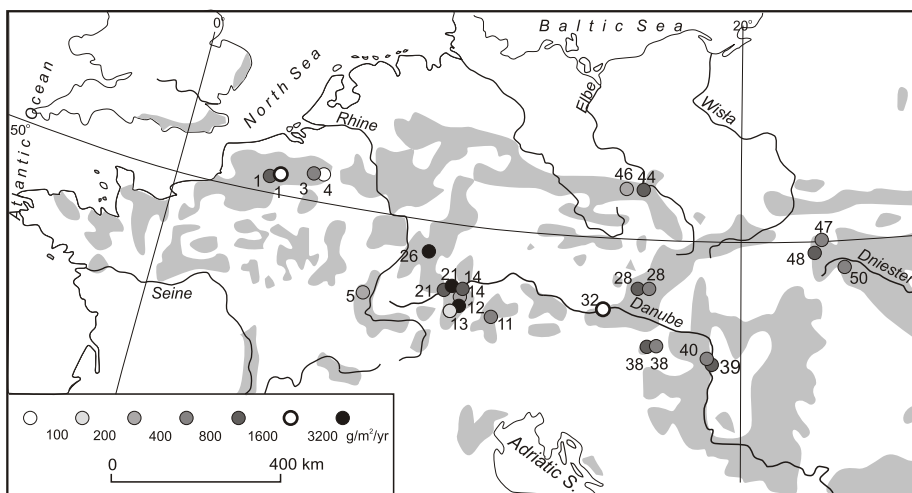 Baltic Sea
0°
20°
North Sea
Atlantic Ocean
Elbe
Wisla
Rhine
50°
1
1
3
4
46
44
47
26
48
Dniester
50
21
14
28
28
Seine
5
21
14
32
Danube
12
13
11
38
38
40
39
100
200
400
800
1600
3200
g/m²/yr
0
400 km
Adriatic S.